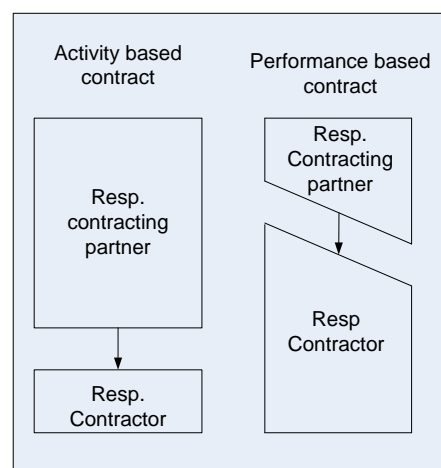 Activity based
contract
Resp.
contracting
partner
Resp.
Contractor
Performance based
contract
Resp.
Contracting
partner
Resp
Contractor